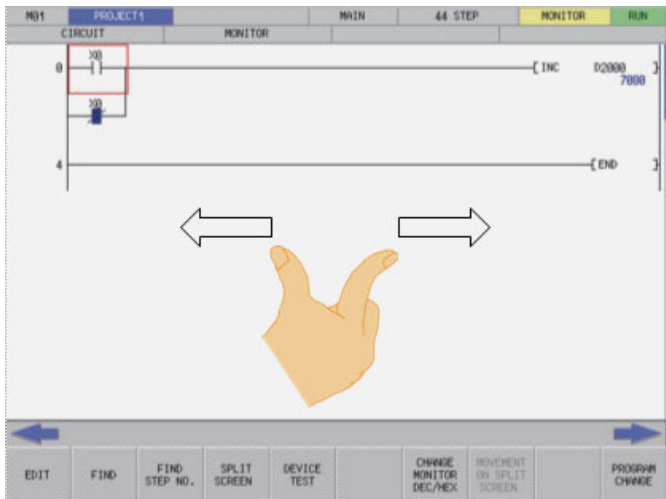 M01 PROJECT1 MAIN 44 STEP MONITOR RUN
CIRCUIT MONITOR
X0
0 INC D2000
7000
X0
4 END
EDIT FIND FIND STEP NO. SPLIT SCREEN DEVICE TEST CHANGE MONITOR DEC/HEX MOVEMENT ON SPLIT SCREEN PROGRAM CHANGE